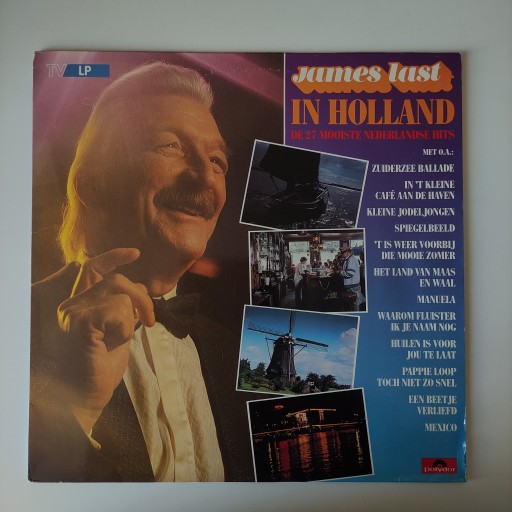 TV LP
James last
IN HOLLAND
DE 27 MOOISTE NEDERLANDSE HITS
MET O.A.:
ZUIDERZEE BALLADE
IN 'T KLEINE
CAFÉ AAN DE HAVEN
KLEINE JODELJONGEN
SPIEGELBEELD
'T IS WEER VOORBIJ
DIE MOOIE ZOMER
HET LAND VAN MAAS
EN WAAL
MANUELA
WAAROM FLUISTER
IK JE NAAM NOG
HUILEN IS VOOR
JOU TE LAAT
PAPPIE LOOP
TOCH NIET ZO SNEL
EEN BEETJE
VERLIEFD
MEXICO
Polydor